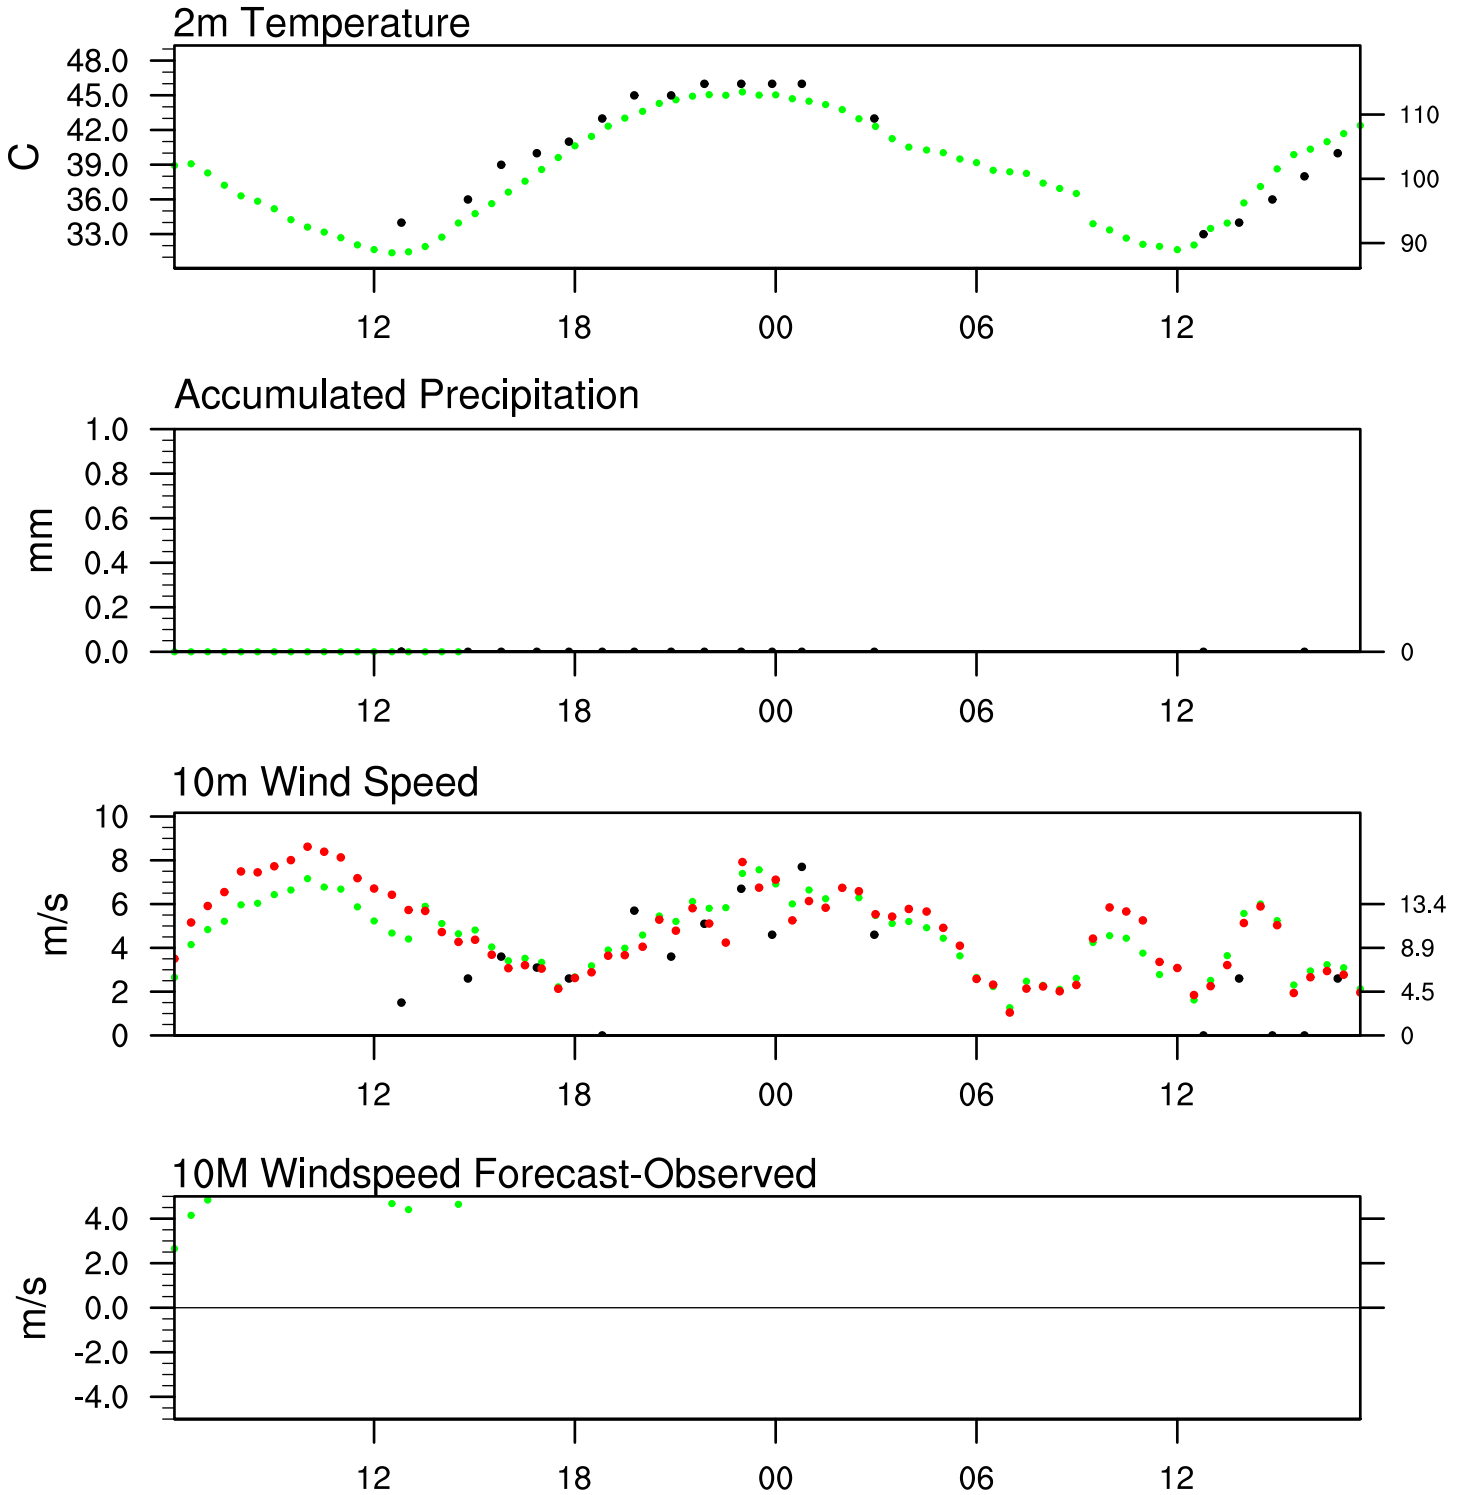 2m Temperature
48.0
45.0
42.0
39.0
36.0
33.0
C
110
100
90
12 18 00 06 12
Accumulated Precipitation
1.0
0.8
0.6
0.4
0.2
0.0
mm
0
12 18 00 06 12
10m Wind Speed
10
8
6
4
2
0
m/s
13.4
8.9
4.5
0
12 18 00 06 12
10M Windspeed Forecast-Observed
4.0
2.0
0.0
-2.0
-4.0
m/s
12 18 00 06 12